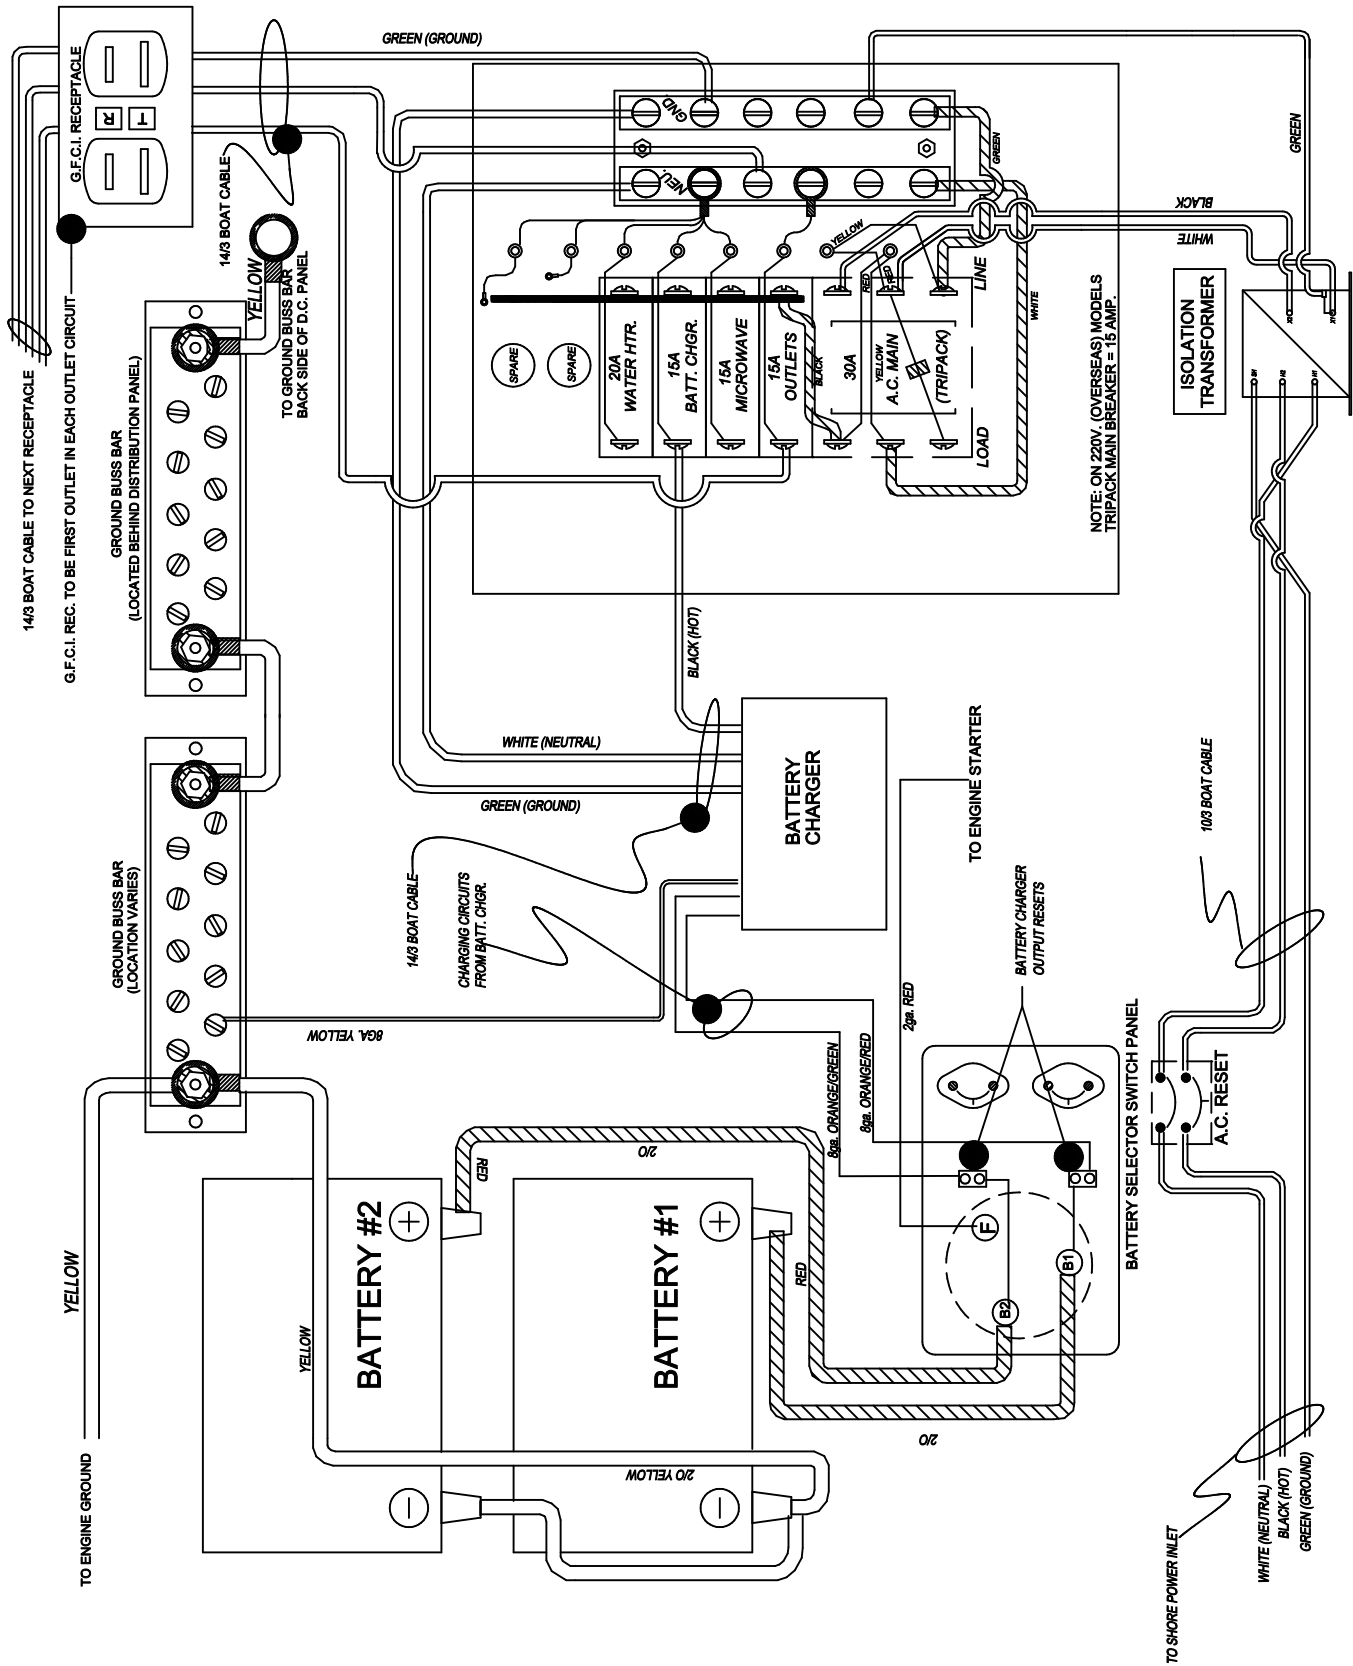 GREEN (GROUND)
G.F.C.I. RECEPTACLE
R
T
14/3 BOAT CABLE
14/3 BOAT CABLE TO NEXT RECEPTACLE
G.F.C.I. REC. TO BE FIRST OUTLET IN EACH OUTLET CIRCUIT
GROUND BUSS BAR
(LOCATED BEHIND DISTRIBUTION PANEL)
YELLOW
TO GROUND BUSS BAR
BACK SIDE OF D.C. PANEL
GND.
NEU.
GREEN
GREEN
BLACK
WHITE
YELLOW
RED
RED
LINE
WHITE
SPARE
SPARE
20A
WATER HTR.
15A
BATT. CHGR.
15A
MICROWAVE
15A
OUTLETS
BLACK
30A
YELLOW
A.C. MAIN
(TRIPACK)
LOAD
NOTE: ON 220V. (OVERSEAS) MODELS
TRIPACK MAIN BREAKER = 15 AMP.
ISOLATION
TRANSFORMER
H2
H1
BLACK (HOT)
WHITE (NEUTRAL)
GREEN (GROUND)
BATTERY
CHARGER
GROUND BUSS BAR
(LOCATION VARIES)
14/3 BOAT CABLE
CHARGING CIRCUITS
FROM BATT. CHGR.
8GA. YELLOW
TO ENGINE STARTER
2ga. RED
BATTERY CHARGER
OUTPUT RESETS
10/3 BOAT CABLE
8ga. ORANGE/GREEN
8ga. ORANGE/RED
BATTERY SELECTOR SWITCH PANEL
A.C. RESET
F
B1
B2
RED
2/O
BATTERY #2
+
-
BATTERY #1
+
-
RED
2/O
YELLOW
YELLOW
2/O YELLOW
TO ENGINE GROUND
TO SHORE POWER INLET
WHITE (NEUTRAL)
BLACK (HOT)
GREEN (GROUND)